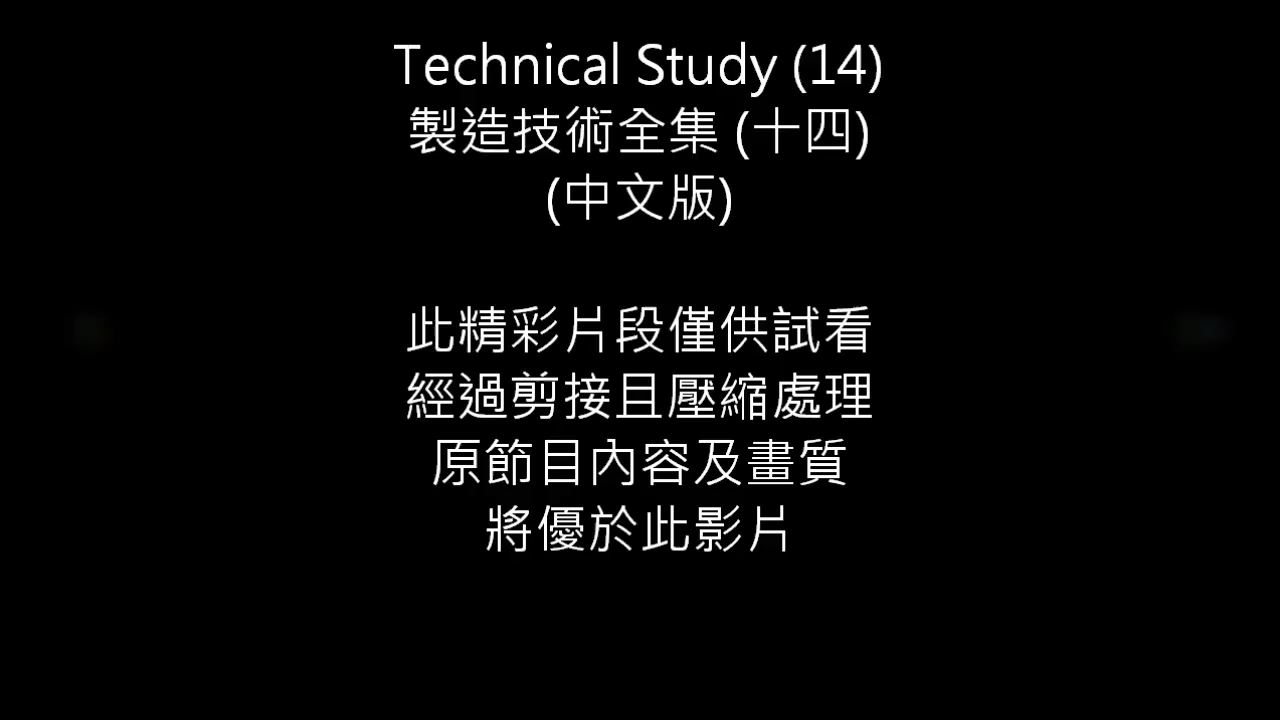 Technical Study (14)
製造技術全集 (十四)
(中文版)
此精彩片段僅供試看
經過剪接且壓縮處理
原節目內容及畫質
將優於此影片